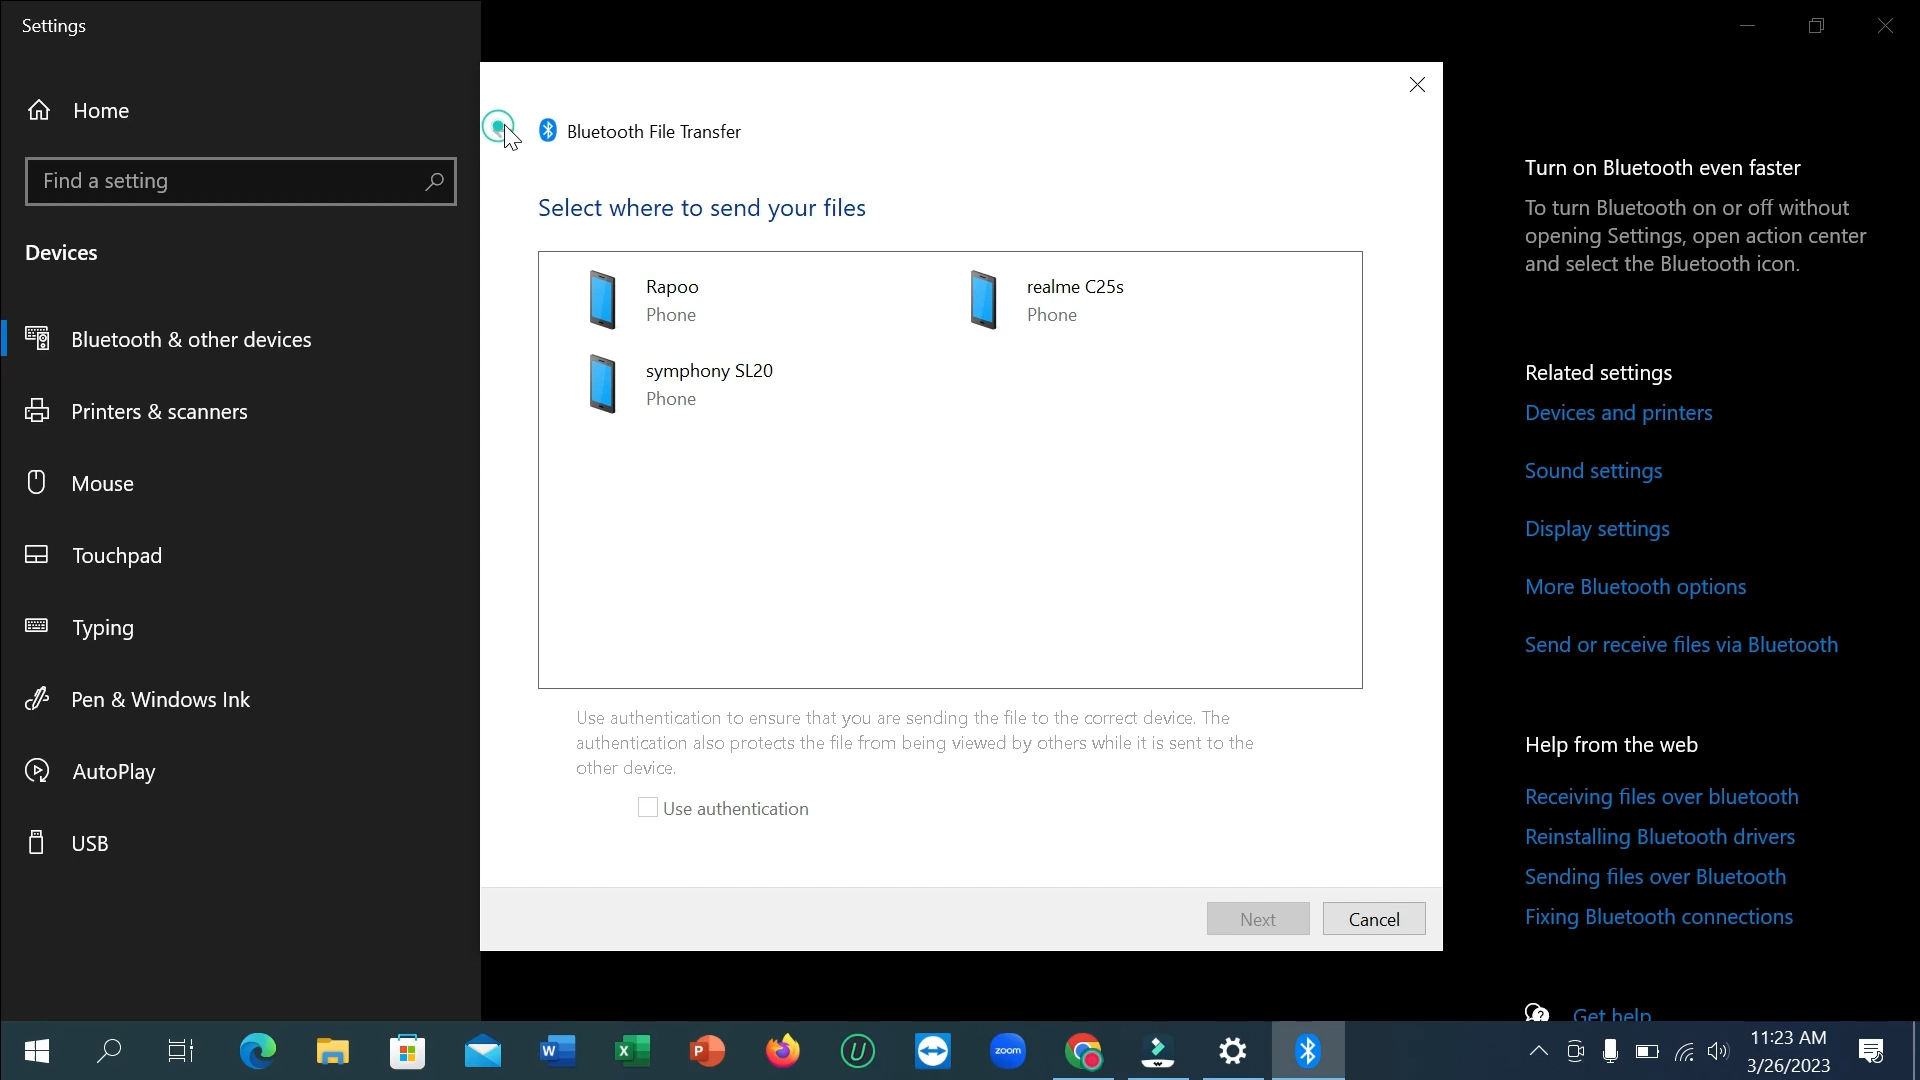 Settings
Home
Find a setting
Devices
Bluetooth & other devices
Printers & scanners
Mouse
Touchpad
Typing
Pen & Windows Ink
AutoPlay
USB
Bluetooth File Transfer
Select where to send your files
Rapoo
Phone
realme C25s
Phone
symphony SL20
Phone
Use authentication to ensure that you are sending the file to the correct device. The
authentication also protects the file from being viewed by others while it is sent to the
other device.
Use authentication
Next
Cancel
Turn on Bluetooth even faster
To turn Bluetooth on or off without
opening Settings, open action center
and select the Bluetooth icon.
Related settings
Devices and printers
Sound settings
Display settings
More Bluetooth options
Send or receive files via Bluetooth
Help from the web
Receiving files over bluetooth
Reinstalling Bluetooth drivers
Sending files over Bluetooth
Fixing Bluetooth connections
Get help
W
X
P
U
zoom
11:23 AM
3/26/2023